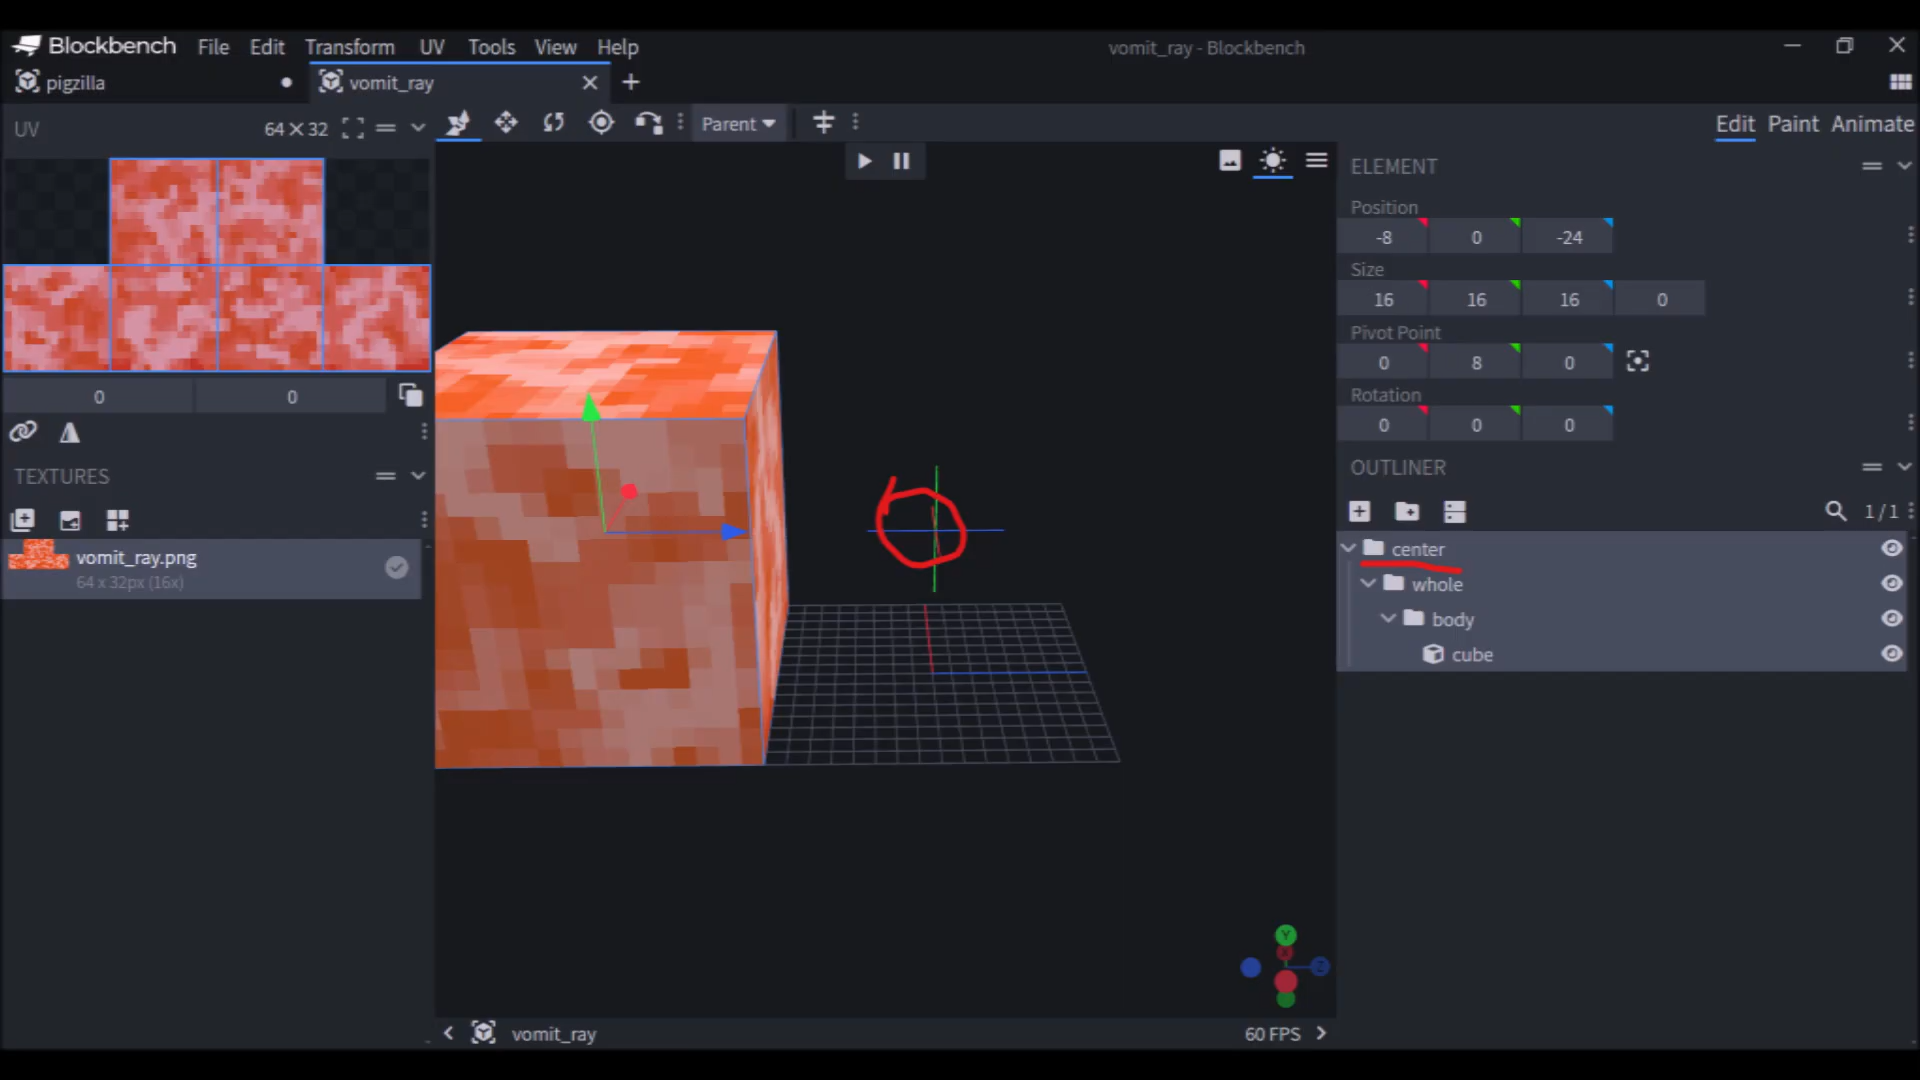 Blockbench File Edit Transform UV Tools View Help
vomit_ray - Blockbench
pigzilla
vomit_ray
UV
64×32
Parent
Edit Paint Animate
0
0
TEXTURES
vomit_ray.png
64 x 32px (16x)
ELEMENT
Position
-8 0 -24
Size
16 16 16 0
Pivot Point
0 8 0
Rotation
0 0 0
OUTLINER
1/1
center
whole
body
cube
Y
X
Z
vomit_ray
60 FPS